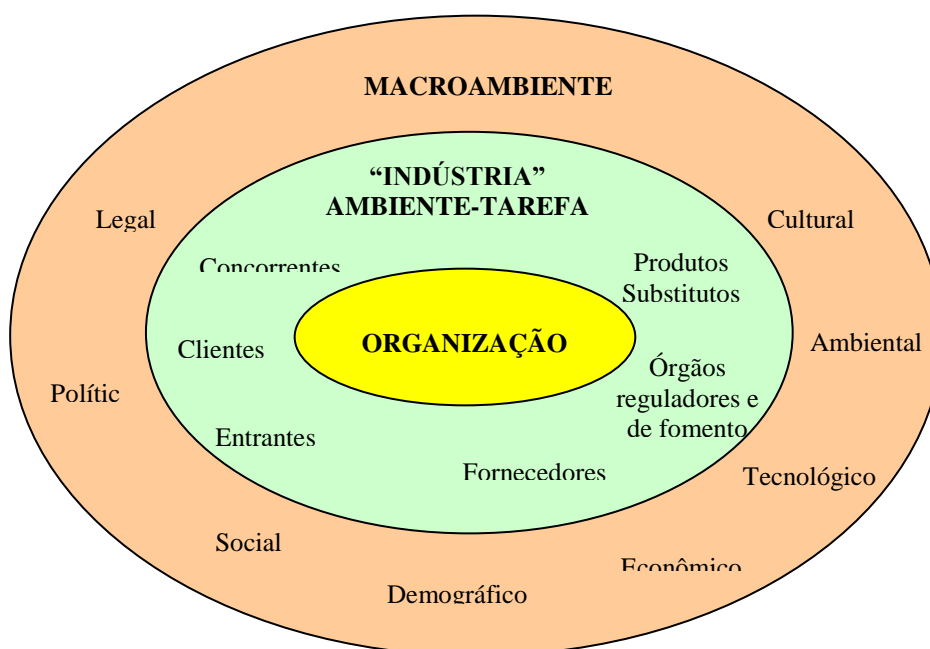 MACROAMBIENTE
“INDÚSTRIA”
AMBIENTE-TAREFA
Legal
Cultural
Concorrentes
Produtos
Substitutos
Clientes
ORGANIZAÇÃO
Ambiental
Órgãos
reguladores e
de fomento
Polític
Entrantes
Fornecedores
Tecnológico
Social
Econômico
Demográfico